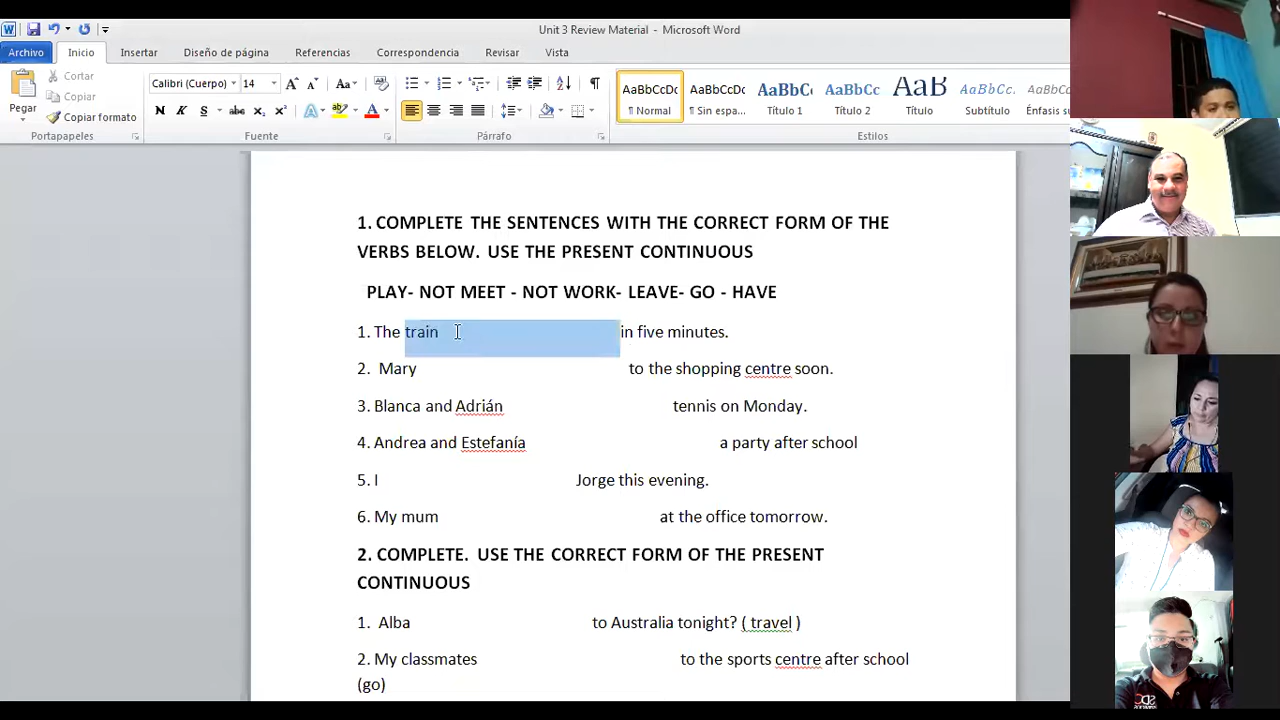 Unit 3 Review Material - Microsoft Word
Archivo Inicio Insertar Diseño de página Referencias Correspondencia Revisar Vista
Cortar
Copiar
Copiar formato
Pegar
Calibri (Cuerpo) 14
AaBbCcDc AaBbCcDc AaBbCc AaBbCc AaB AaBbCc. AaBbCc
¶ Normal ¶ Sin espa... Título 1 Título 2 Título Subtítulo Énfasis su
Portapapeles Fuente Párrafo Estilos
1. COMPLETE THE SENTENCES WITH THE CORRECT FORM OF THE
VERBS BELOW. USE THE PRESENT CONTINUOUS
PLAY- NOT MEET - NOT WORK- LEAVE- GO - HAVE
1. The train in five minutes.
2. Mary to the shopping centre soon.
3. Blanca and Adrián tennis on Monday.
4. Andrea and Estefanía a party after school
5. I Jorge this evening.
6. My mum at the office tomorrow.
2. COMPLETE. USE THE CORRECT FORM OF THE PRESENT
CONTINUOUS
1. Alba to Australia tonight? ( travel )
2. My classmates to the sports centre after school
(go)